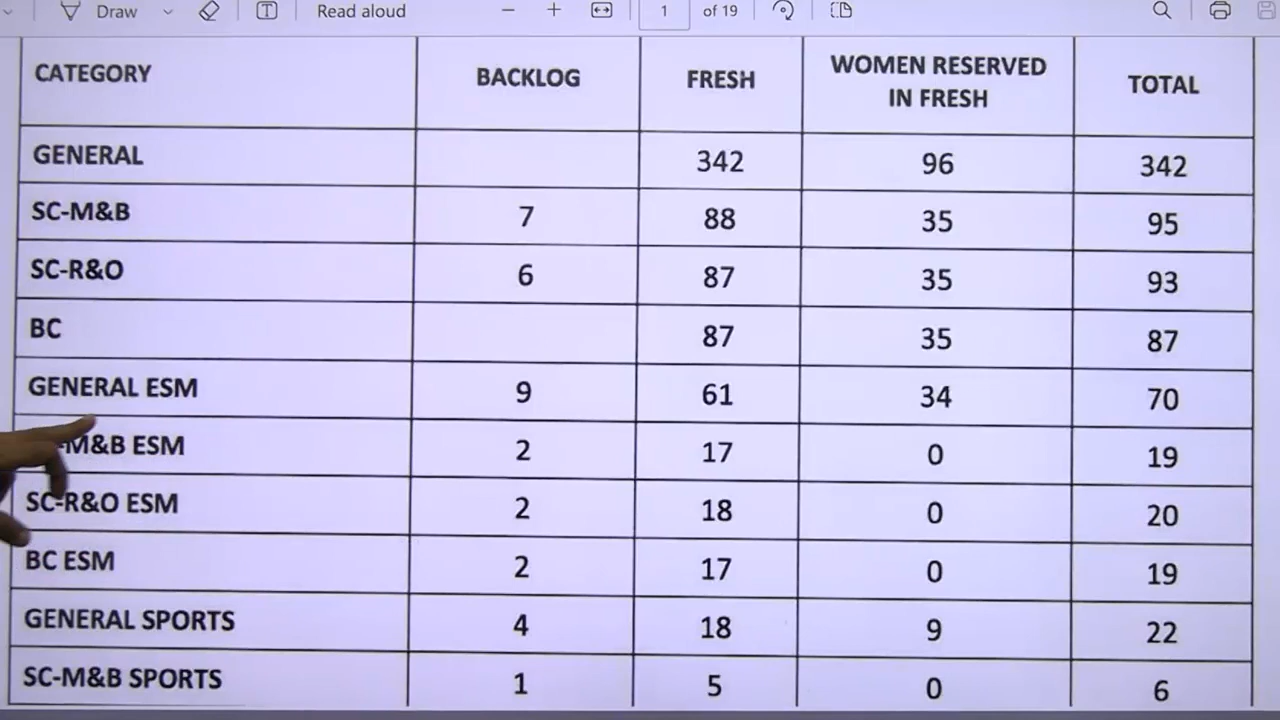 Draw Read aloud 1 of 19
CATEGORY BACKLOG FRESH WOMEN RESERVED IN FRESH TOTAL
GENERAL 342 96 342
SC-M&B 7 88 35 95
SC-R&O 6 87 35 93
BC 87 35 87
GENERAL ESM 9 61 34 70
-M&B ESM 2 17 0 19
SC-R&O ESM 2 18 0 20
BC ESM 2 17 0 19
GENERAL SPORTS 4 18 9 22
SC-M&B SPORTS 1 5 0 6